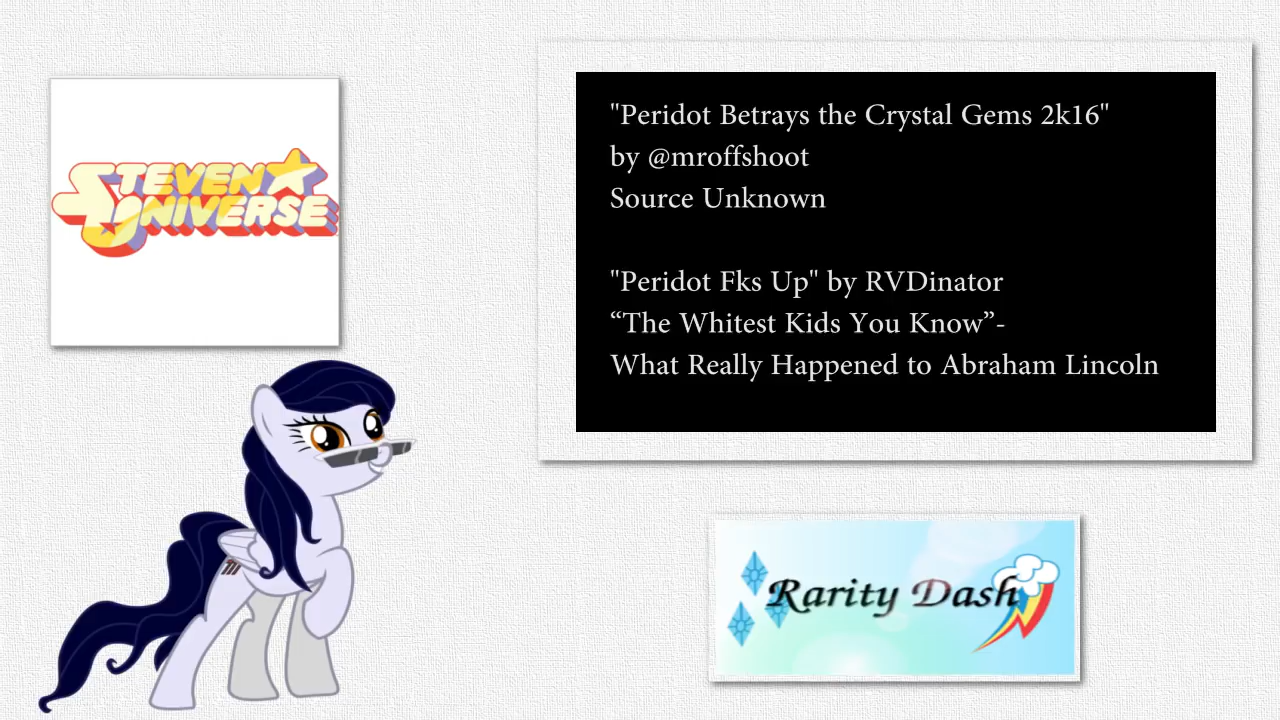 STEVEN
UNIVERSE
"Peridot Betrays the Crystal Gems 2k16"
by @mroffshoot
Source Unknown
"Peridot Fks Up" by RVDinator
“The Whitest Kids You Know”-
What Really Happened to Abraham Lincoln
Rarity Dash